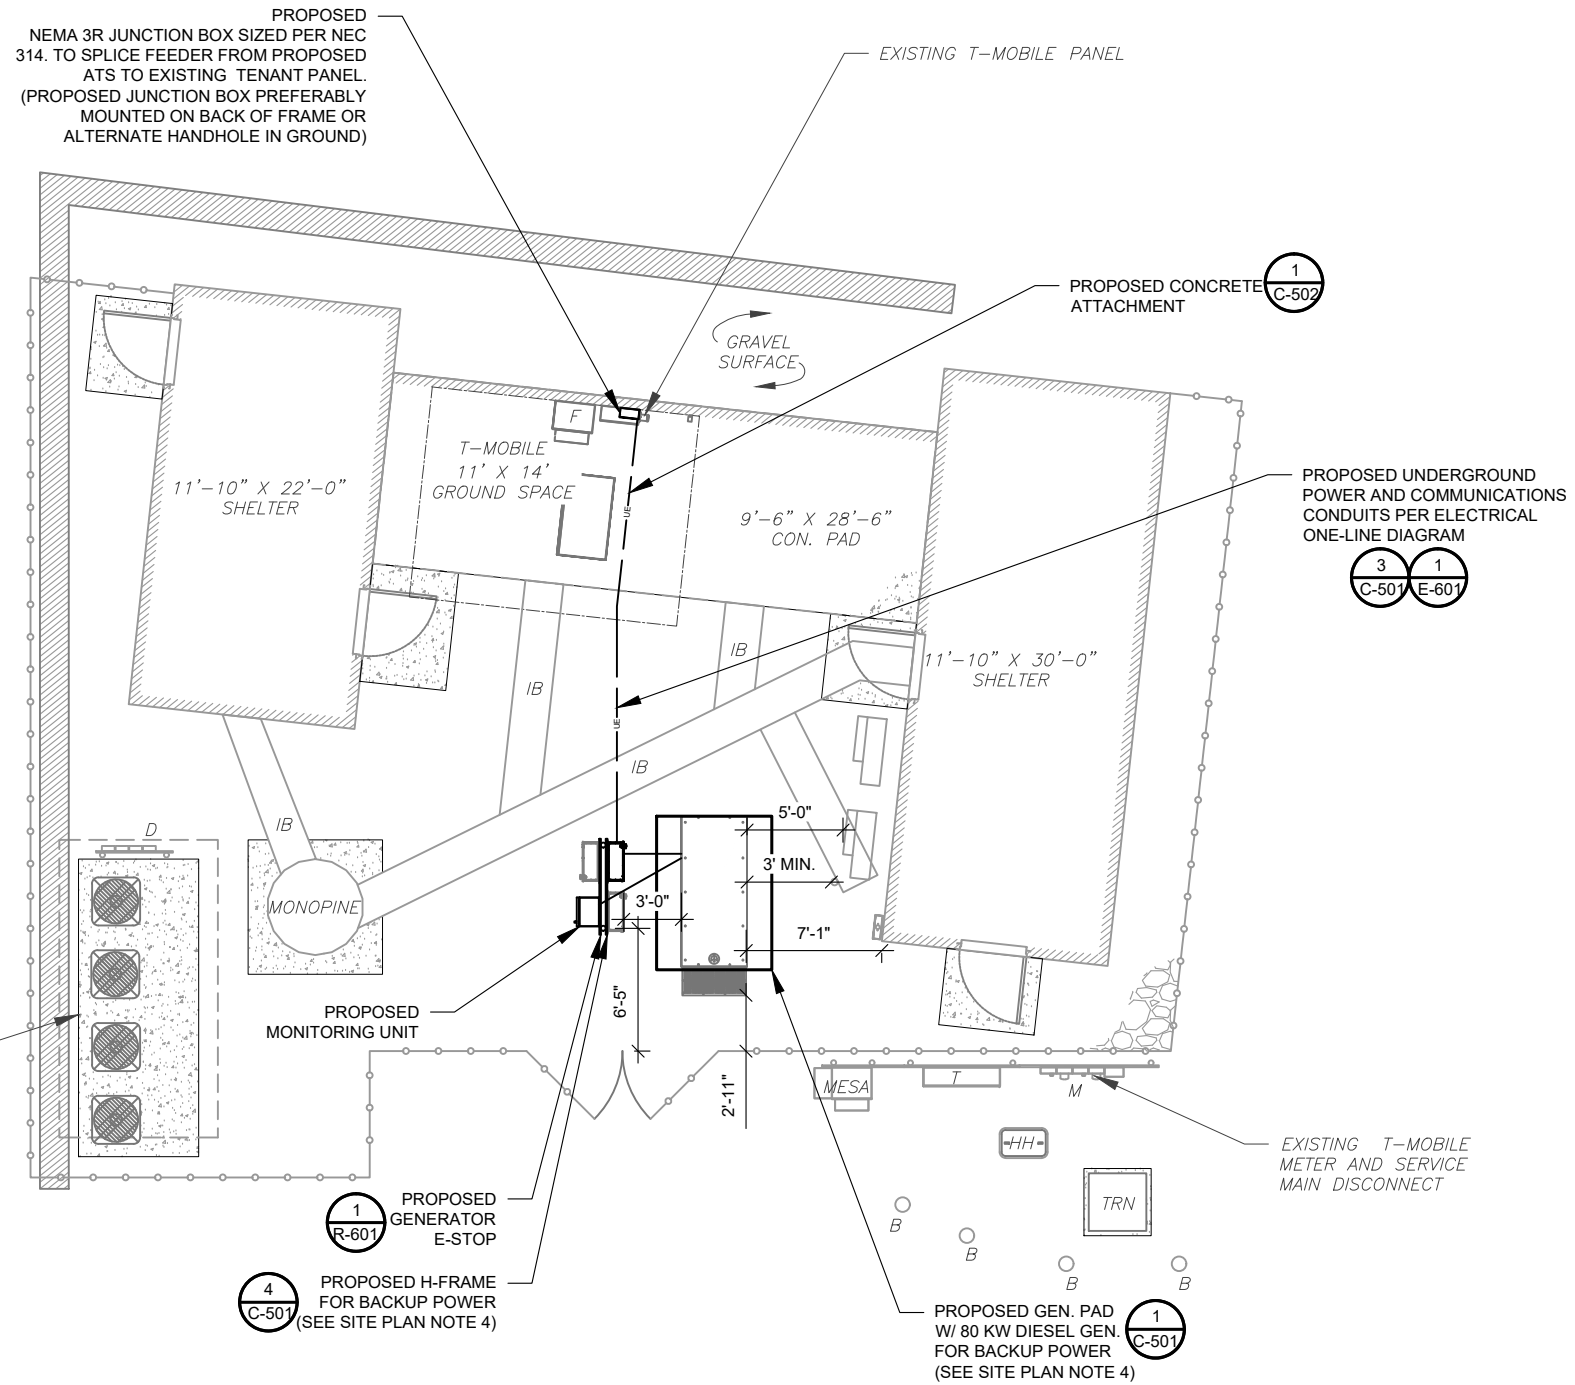 PROPOSED
NEMA 3R JUNCTION BOX SIZED PER NEC
314. TO SPLICE FEEDER FROM PROPOSED
ATS TO EXISTING TENANT PANEL.
(PROPOSED JUNCTION BOX PREFERABLY
MOUNTED ON BACK OF FRAME OR
ALTERNATE HANDHOLE IN GROUND)
EXISTING T-MOBILE PANEL
PROPOSED CONCRETE
ATTACHMENT
1
C-502
GRAVEL
SURFACE
F
T-MOBILE
11' X 14'
GROUND SPACE
11'-10" X 22'-0"
SHELTER
9'-6" X 28'-6"
CON. PAD
UE
PROPOSED UNDERGROUND
POWER AND COMMUNICATIONS
CONDUITS PER ELECTRICAL
ONE-LINE DIAGRAM
3
C-501
1
E-601
11'-10" X 30'-0"
SHELTER
IB
IB
UE
IB
IB
D
MONOPINE
5'-0"
3' MIN.
3'-0"
7'-1"
6'-5"
2'-11"
PROPOSED
MONITORING UNIT
MESA
T
M
HH
TRN
B
B
B
B
EXISTING T-MOBILE
METER AND SERVICE
MAIN DISCONNECT
1
R-601
PROPOSED
GENERATOR
E-STOP
4
C-501
PROPOSED H-FRAME
FOR BACKUP POWER
(SEE SITE PLAN NOTE 4)
PROPOSED GEN. PAD
W/ 80 KW DIESEL GEN.
FOR BACKUP POWER
(SEE SITE PLAN NOTE 4)
1
C-501